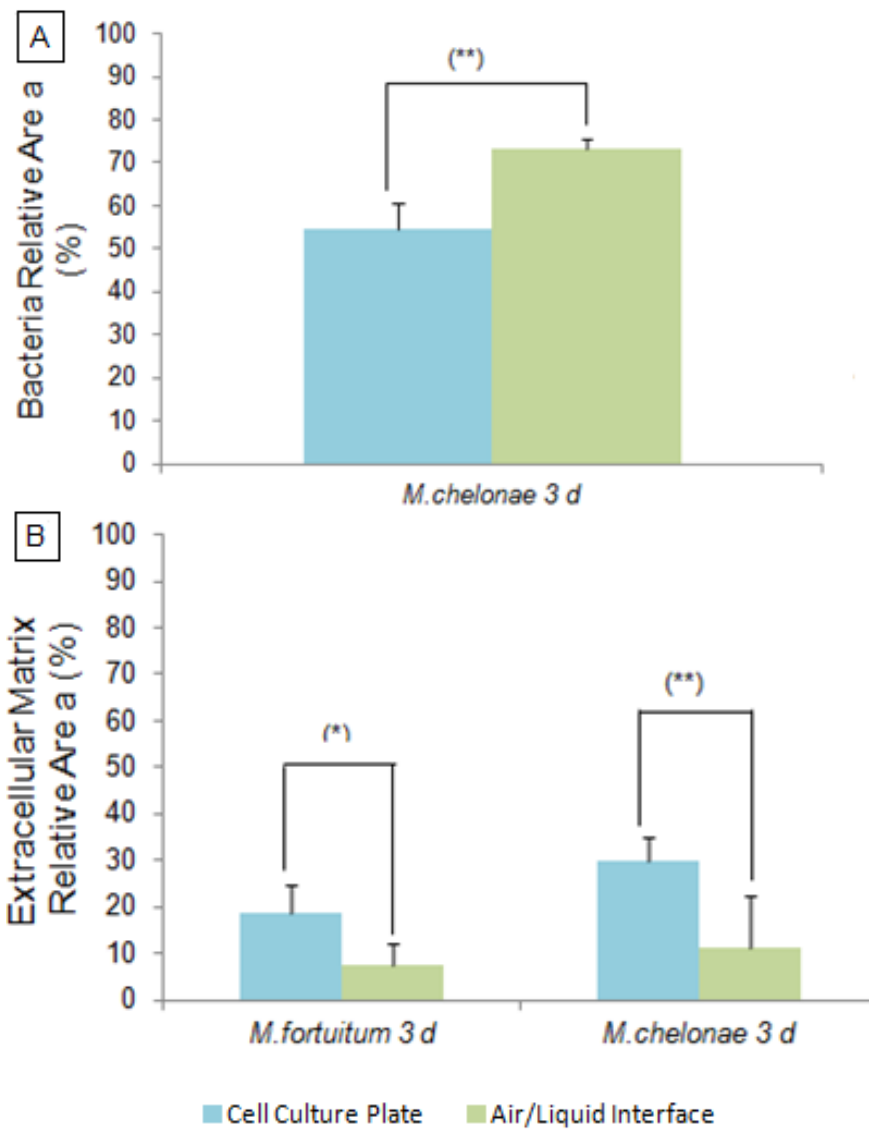 A
Bacteria Relative Are a
(%)
100
90
80
70
60
50
40
30
20
10
0
(**)
M.chelonae 3 d
B
Extracellular Matrix
Relative Are a (%)
100
90
80
70
60
50
40
30
20
10
0
(*)
(**)
M.fortuitum 3 d
M.chelonae 3 d
Cell Culture Plate
Air/Liquid Interface